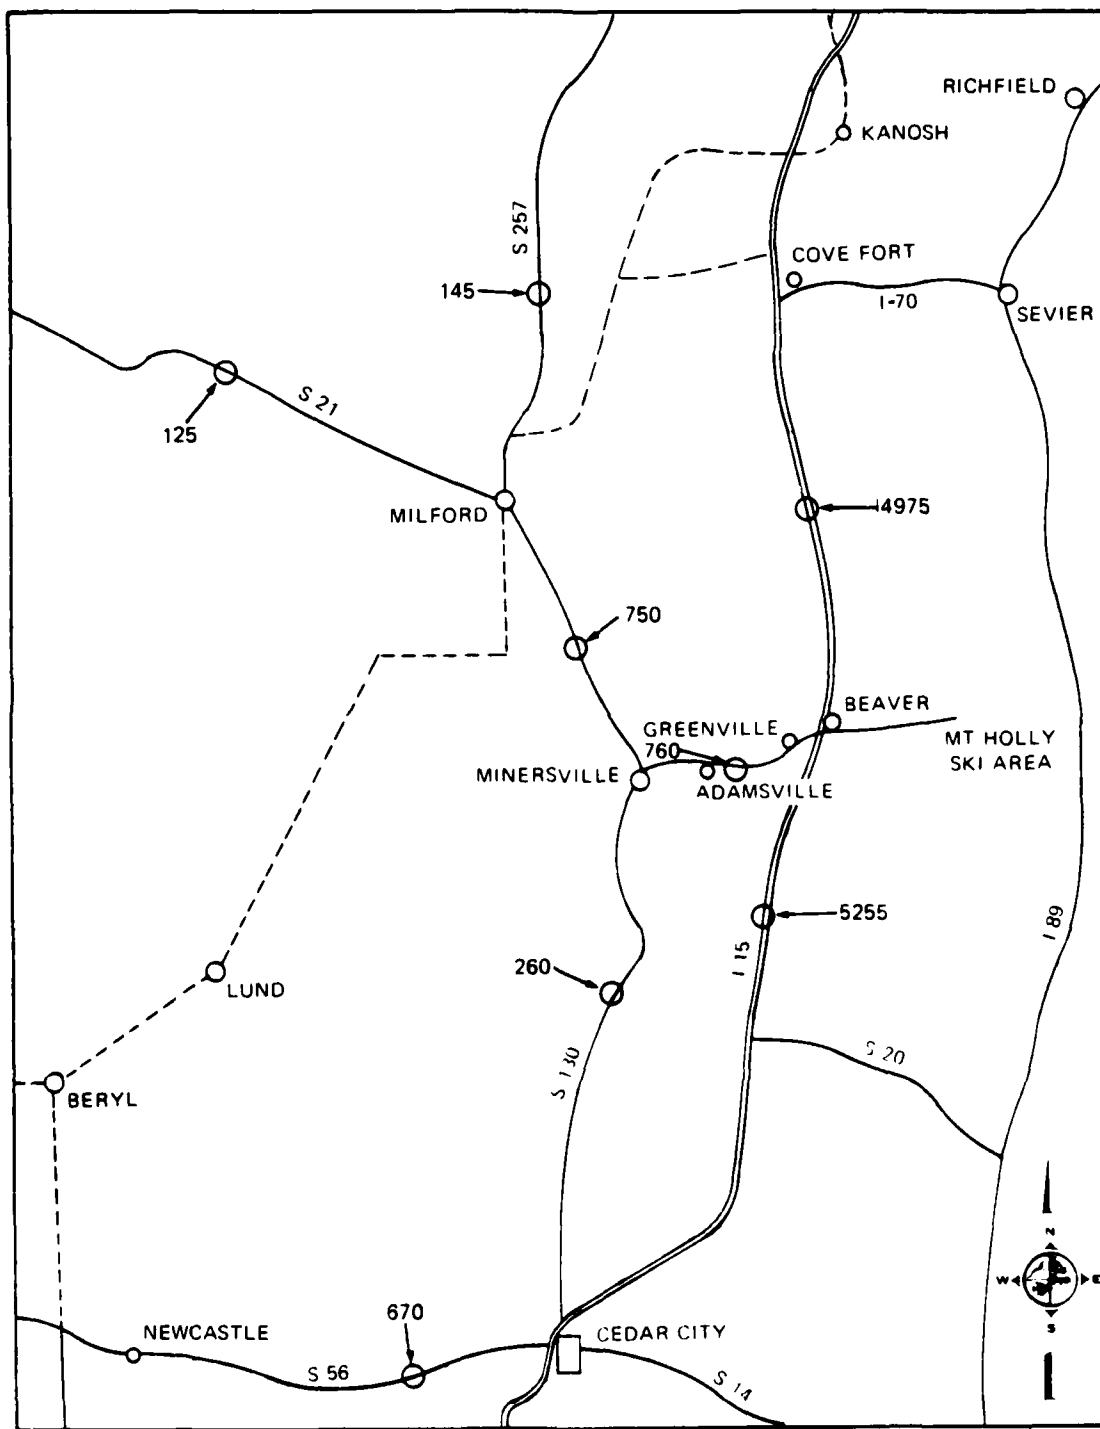 RICHFIELD
KANOSH
S 257
COVE FORT
145
I-70
SEVIER
S 21
125
14975
MILFORD
750
BEAVER
GREENVILLE
760
MT HOLLY
SKI AREA
MINERSVILLE
ADAMSVILLE
5255
I 89
I 15
260
LUND
S 20
S 130
BERYL
N
W
E
S
670
NEWCASTLE
CEDAR CITY
S 56
S 14